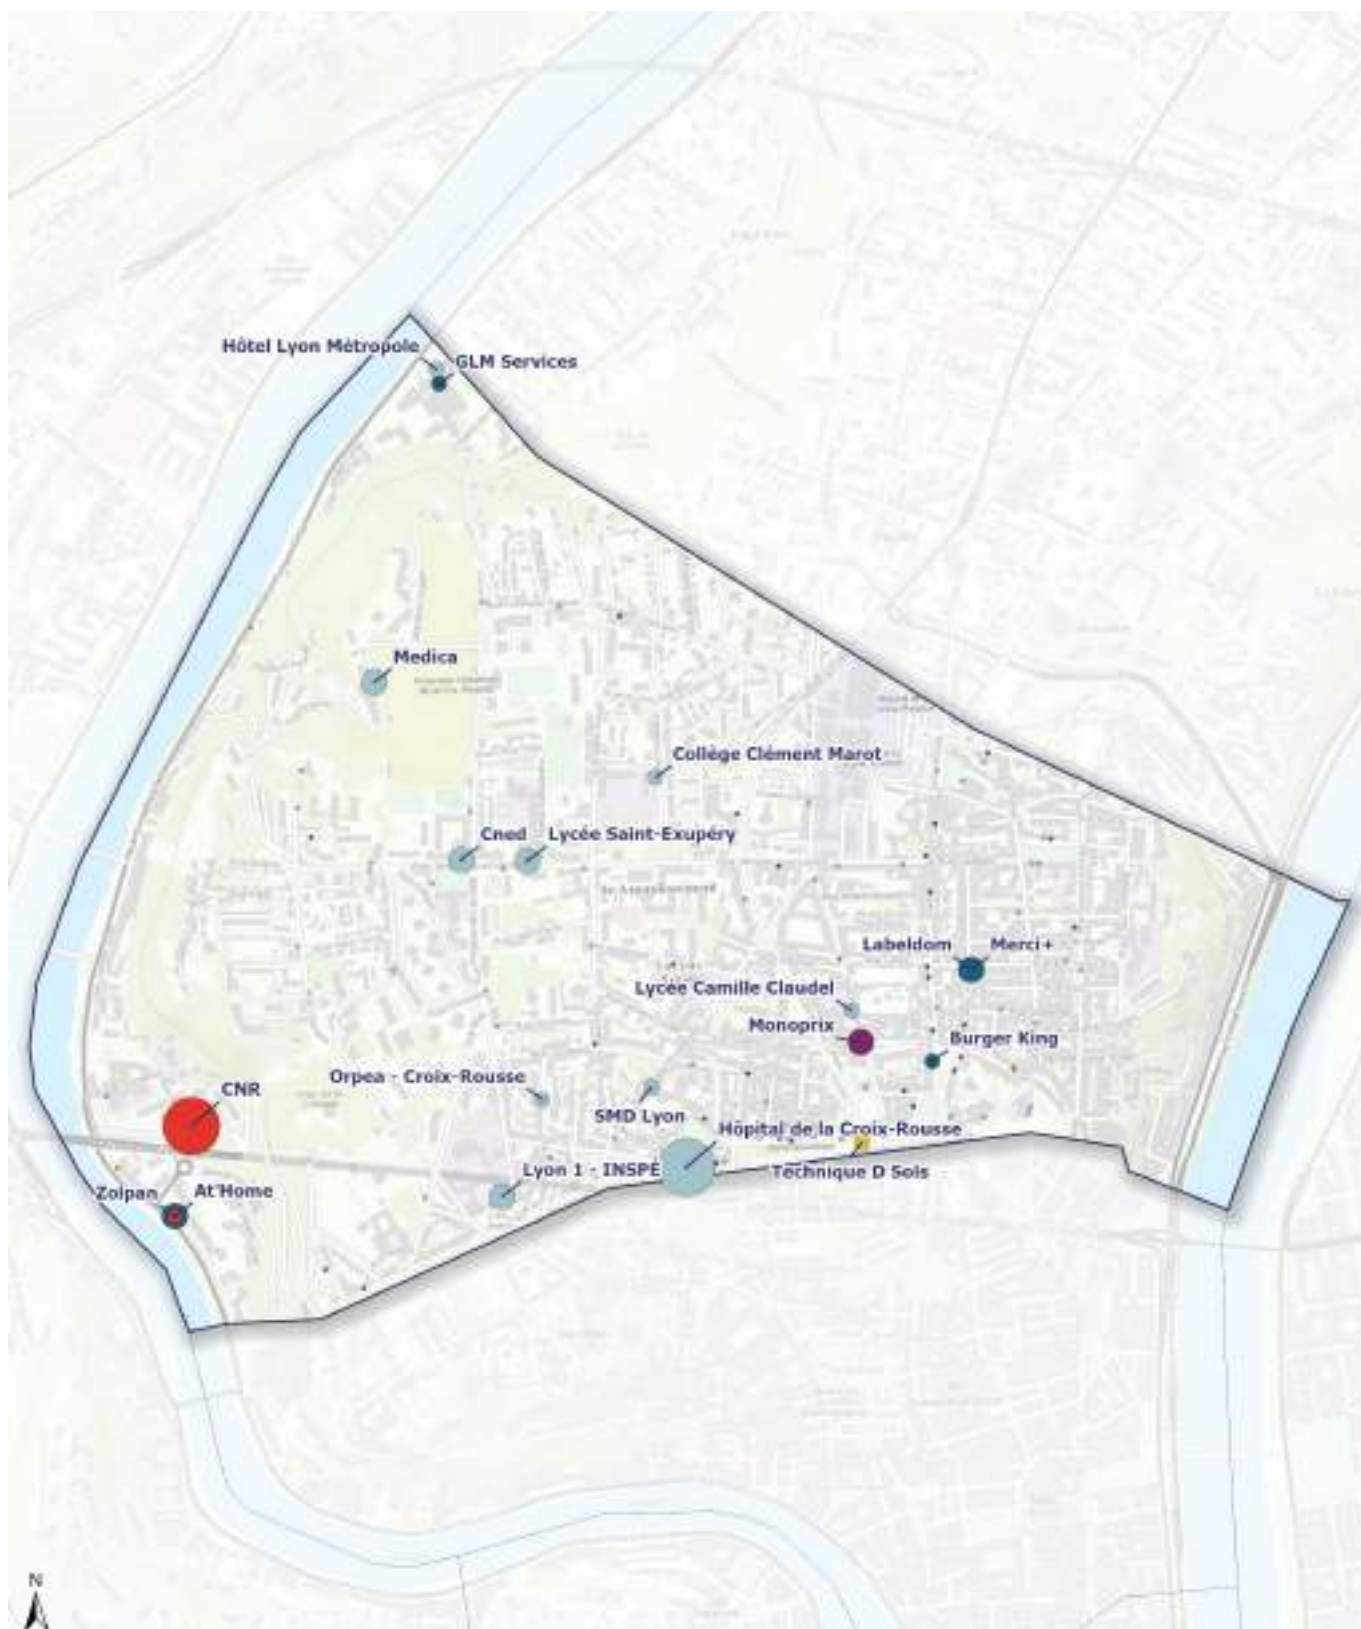 Hôtel Lyon Métropole
GLM Services
Medica
Collège Clément Marot
Cned
Lycée Saint-Exupéry
Labeldom
Merci+
Lycée Camille Claudel
Monoprix
Burger King
Orpea - Croix-Rousse
CNR
SMD Lyon
Hôpital de la Croix-Rousse
Lyon 1 - INSPE
Technique D Sols
Zolpan
At'Home
N